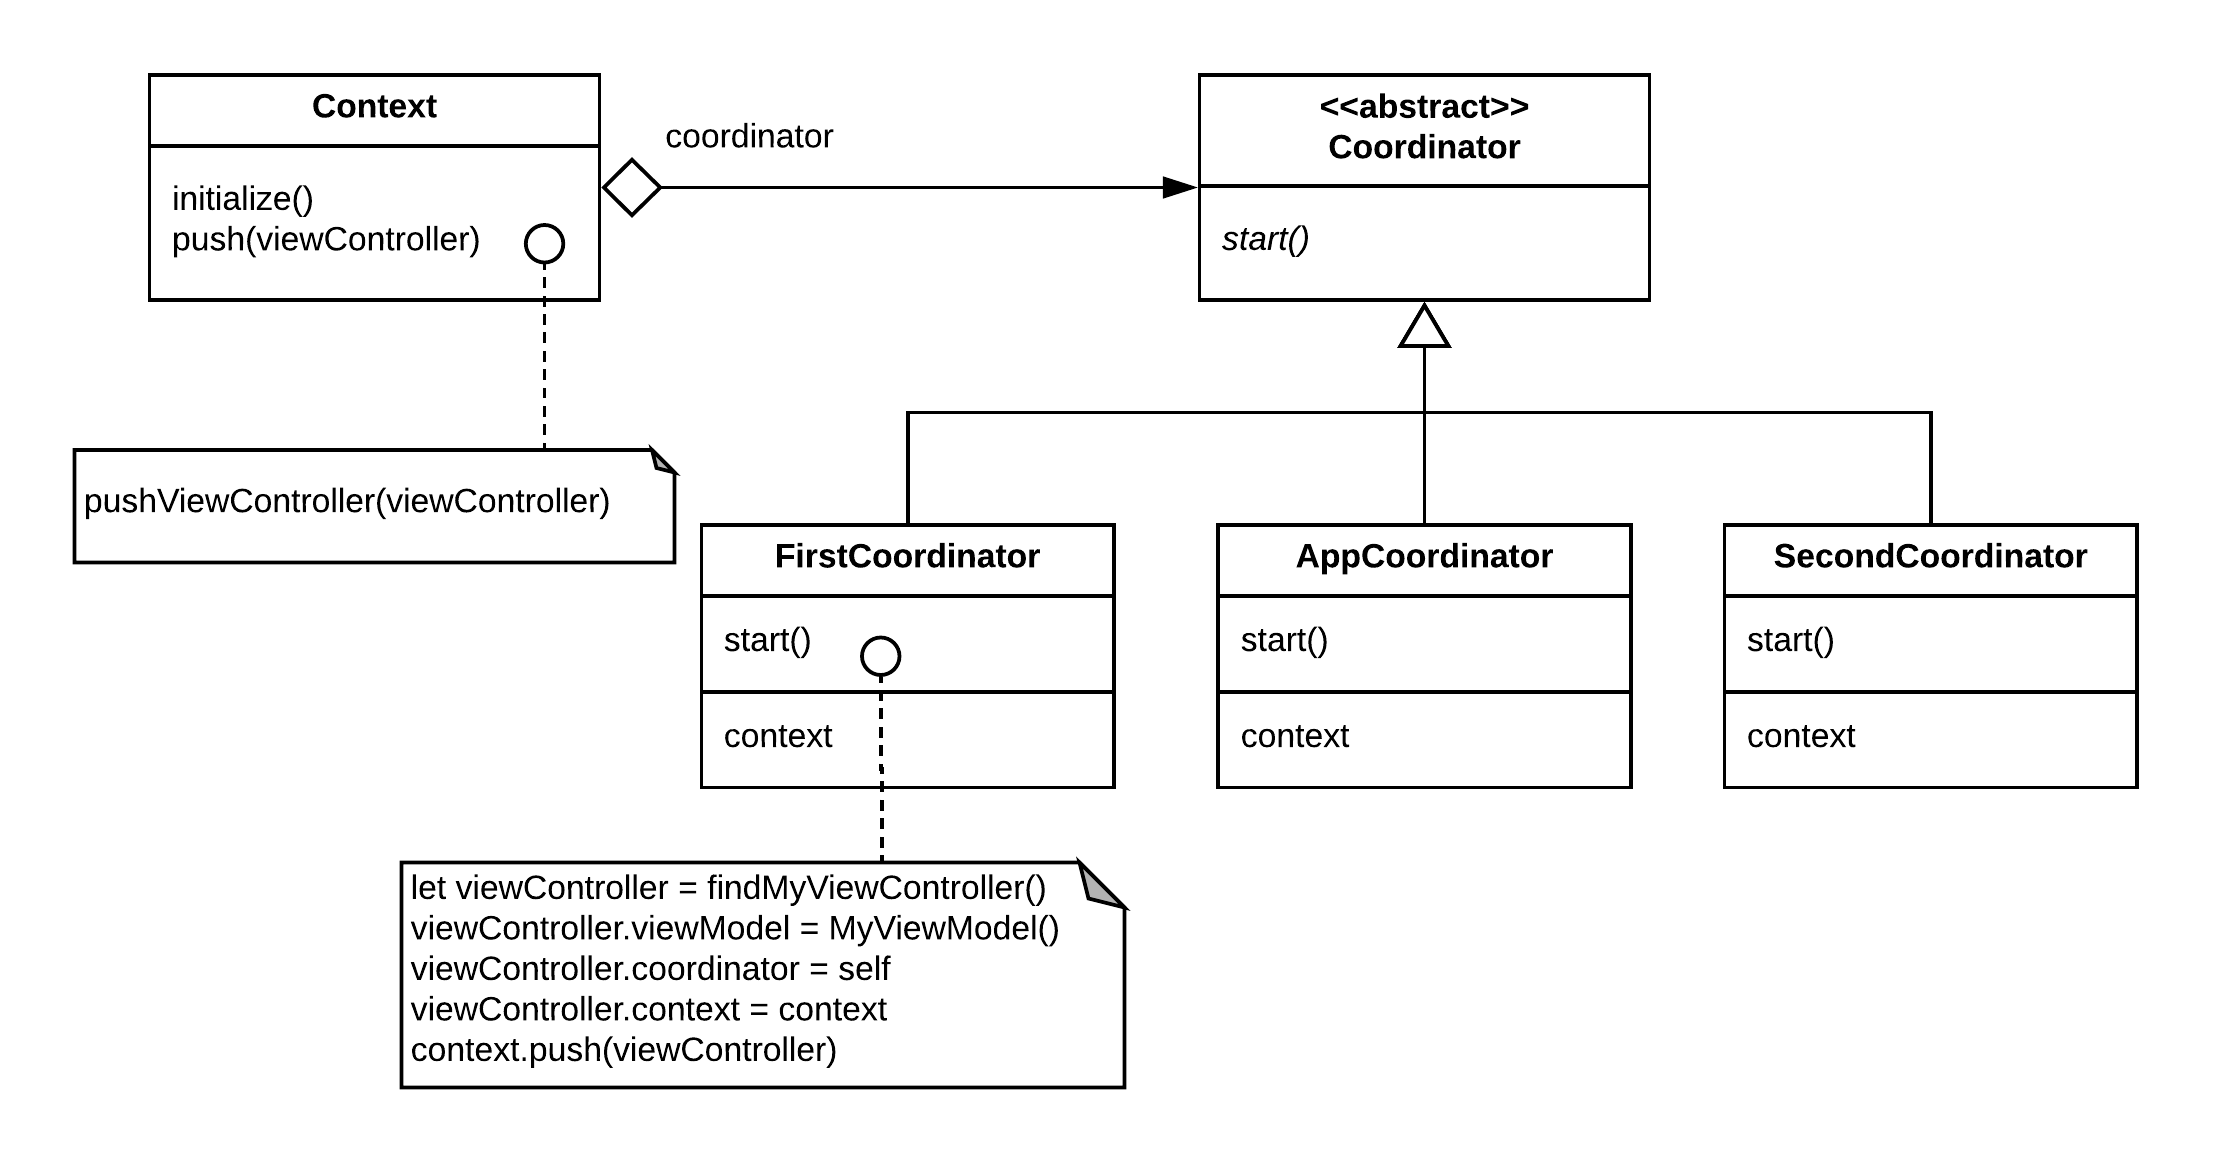 Context
initialize()
push(viewController)
coordinator
<<abstract>>
Coordinator
start()
pushViewController(viewController)
FirstCoordinator
start()
context
AppCoordinator
start()
context
SecondCoordinator
start()
context
let viewController = findMyViewController()
viewController.viewModel = MyViewModel()
viewController.coordinator = self
viewController.context = context
context.push(viewController)